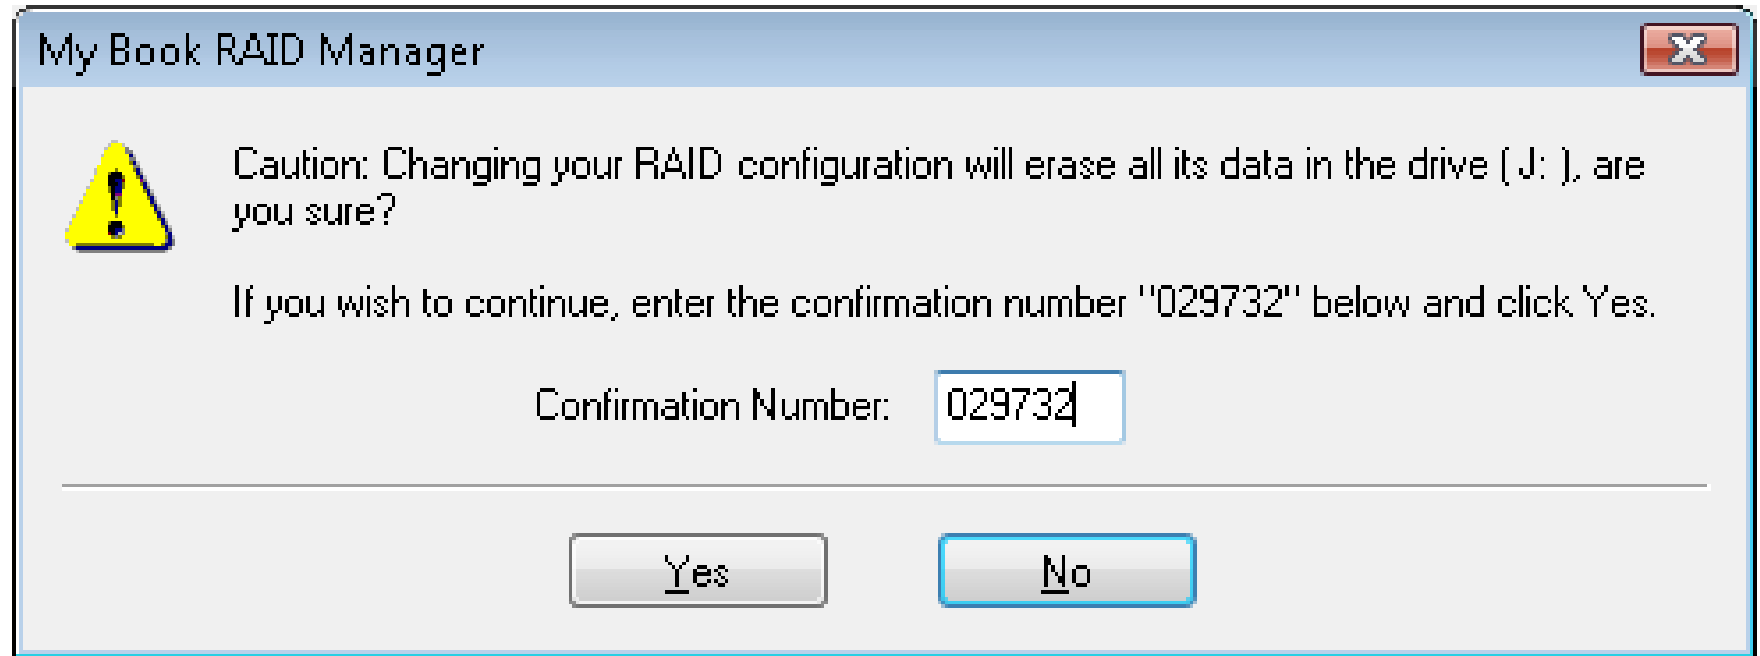 My Book RAID Manager
Caution: Changing your RAID configuration will erase all its data in the drive ( J: ), are
you sure?
If you wish to continue, enter the confirmation number "029732" below and click Yes.
Confirmation Number: 029732
Yes No